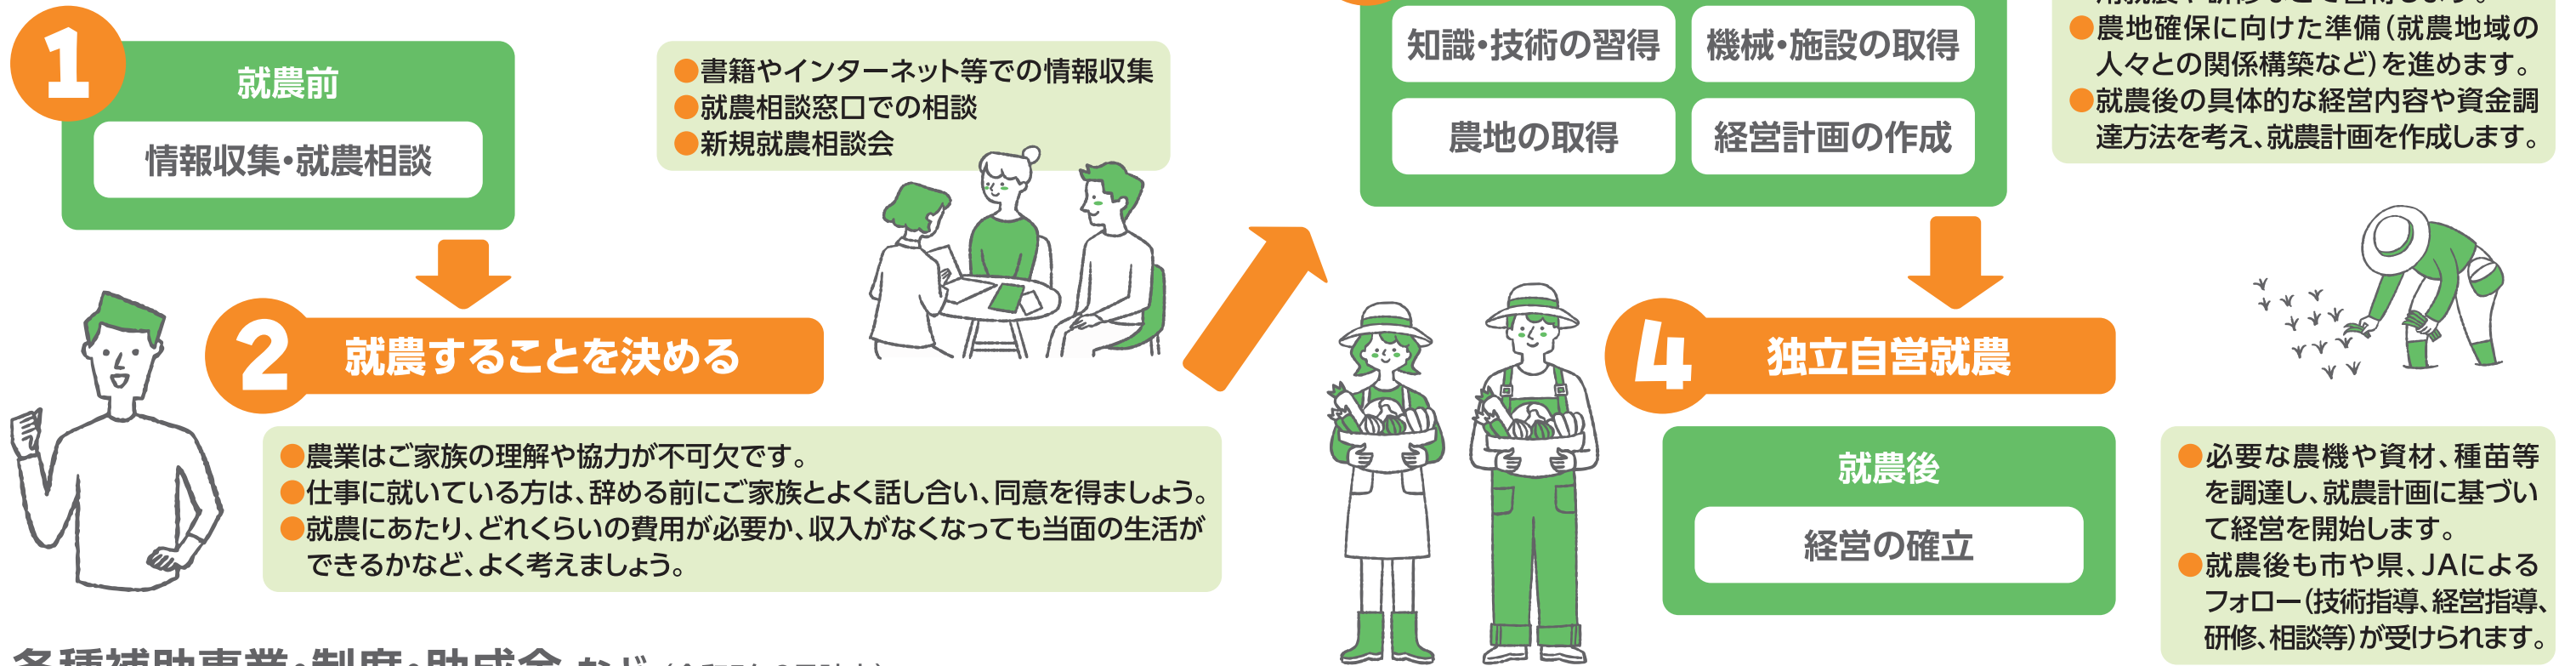 1
就農前
情報収集・就農相談
●書籍やインターネット等での情報収集
●就農相談窓口での相談
●新規就農相談会
2
就農することを決める
●農業はご家族の理解や協力が不可欠です。
●仕事に就いている方は、辞める前にご家族とよく話し合い、同意を得ましょう。
●就農にあたり、どれくらいの費用が必要か、収入がなくなっても当面の生活が
できるかなど、よく考えましょう。
知識・技術の習得
機械・施設の取得
農地の取得
経営計画の作成
●農地確保に向けた準備（就農地域の
人々との関係構築など）を進めます。
●就農後の具体的な経営内容や資金調
達方法を考え、就農計画を作成します。
4
独立自営就農
就農後
経営の確立
●必要な農機や資材、種苗等
を調達し、就農計画に基づい
て経営を開始します。
●就農後も市や県、JAによる
フォロー（技術指導、経営指導、
研修、相談等）が受けられます。
各種補助事業・制度・助成金 など